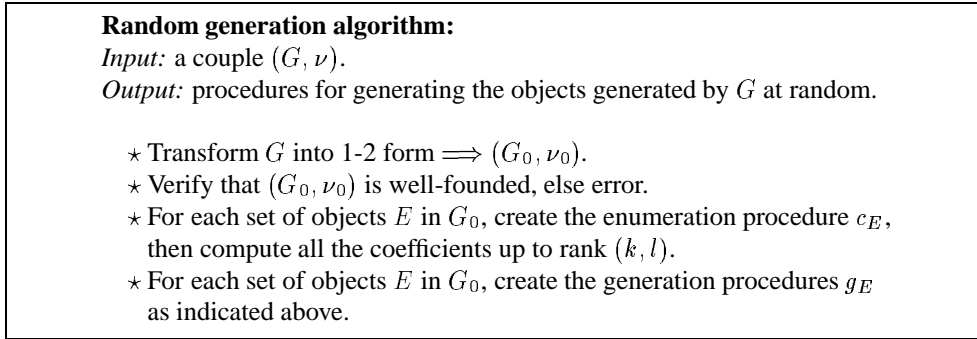 Random generation algorithm:
Input: a couple (G, ν).
Output: procedures for generating the objects generated by G at random.
⋆ Transform G into 1-2 form ⟹ (G₀, ν₀).
⋆ Verify that (G₀, ν₀) is well-founded, else error.
⋆ For each set of objects E in G₀, create the enumeration procedure c_E,
then compute all the coefficients up to rank (k, l).
⋆ For each set of objects E in G₀, create the generation procedures g_E
as indicated above.